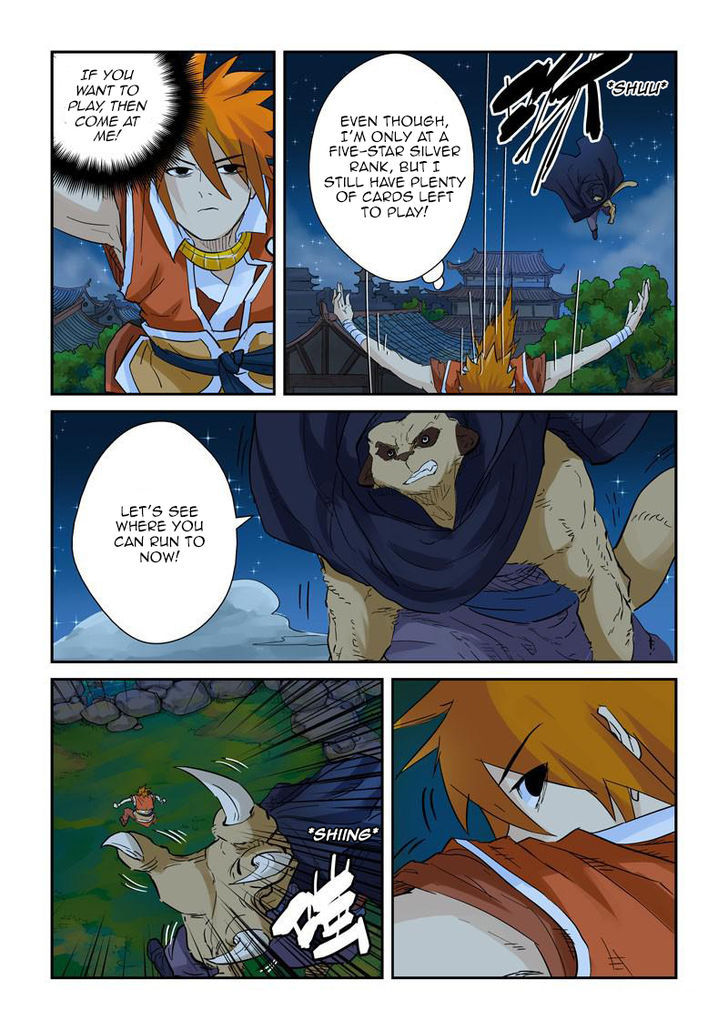 IF YOU
WANT TO
PLAY, THEN
COME AT
ME!
EVEN THOUGH,
I'M ONLY AT A
FIVE-STAR SILVER
RANK, BUT I
STILL HAVE PLENTY
OF CARDS LEFT
TO PLAY!
*SHUU*
LET'S SEE
WHERE YOU
CAN RUN TO
NOW!
*SHIING*